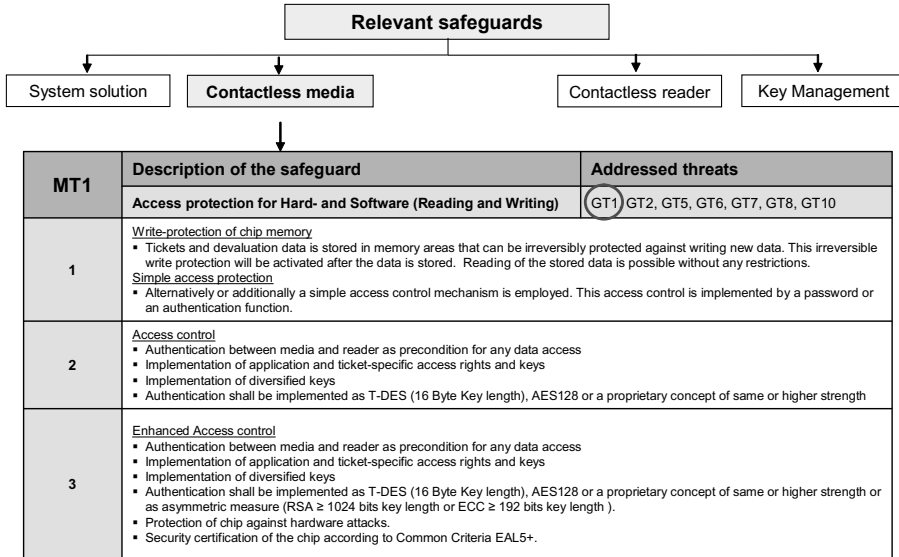 Relevant safeguards
System solution
Contactless media
Contactless reader
Key Management
MT1
Description of the safeguard
Addressed threats
Access protection for Hard- and Software (Reading and Writing)
GT1 GT2, GT5, GT6, GT7, GT8, GT10
1
Write-protection of chip memory
▪ Tickets and devaluation data is stored in memory areas that can be irreversibly protected against writing new data. This irreversible
write protection will be activated after the data is stored. Reading of the stored data is possible without any restrictions.
Simple access protection
▪ Alternatively or additionally a simple access control mechanism is employed. This access control is implemented by a password or
an authentication function.
2
Access control
▪ Authentication between media and reader as precondition for any data access
▪ Implementation of application and ticket-specific access rights and keys
▪ Implementation of diversified keys
▪ Authentication shall be implemented as T-DES (16 Byte Key length), AES128 or a proprietary concept of same or higher strength
3
Enhanced Access control
▪ Authentication between media and reader as precondition for any data access
▪ Implementation of application and ticket-specific access rights and keys
▪ Implementation of diversified keys
▪ Authentication shall be implemented as T-DES (16 Byte Key length), AES128 or a proprietary concept of same or higher strength or
as asymmetric measure (RSA ≥ 1024 bits key length or ECC ≥ 192 bits key length ).
▪ Protection of chip against hardware attacks.
▪ Security certification of the chip according to Common Criteria EAL5+.